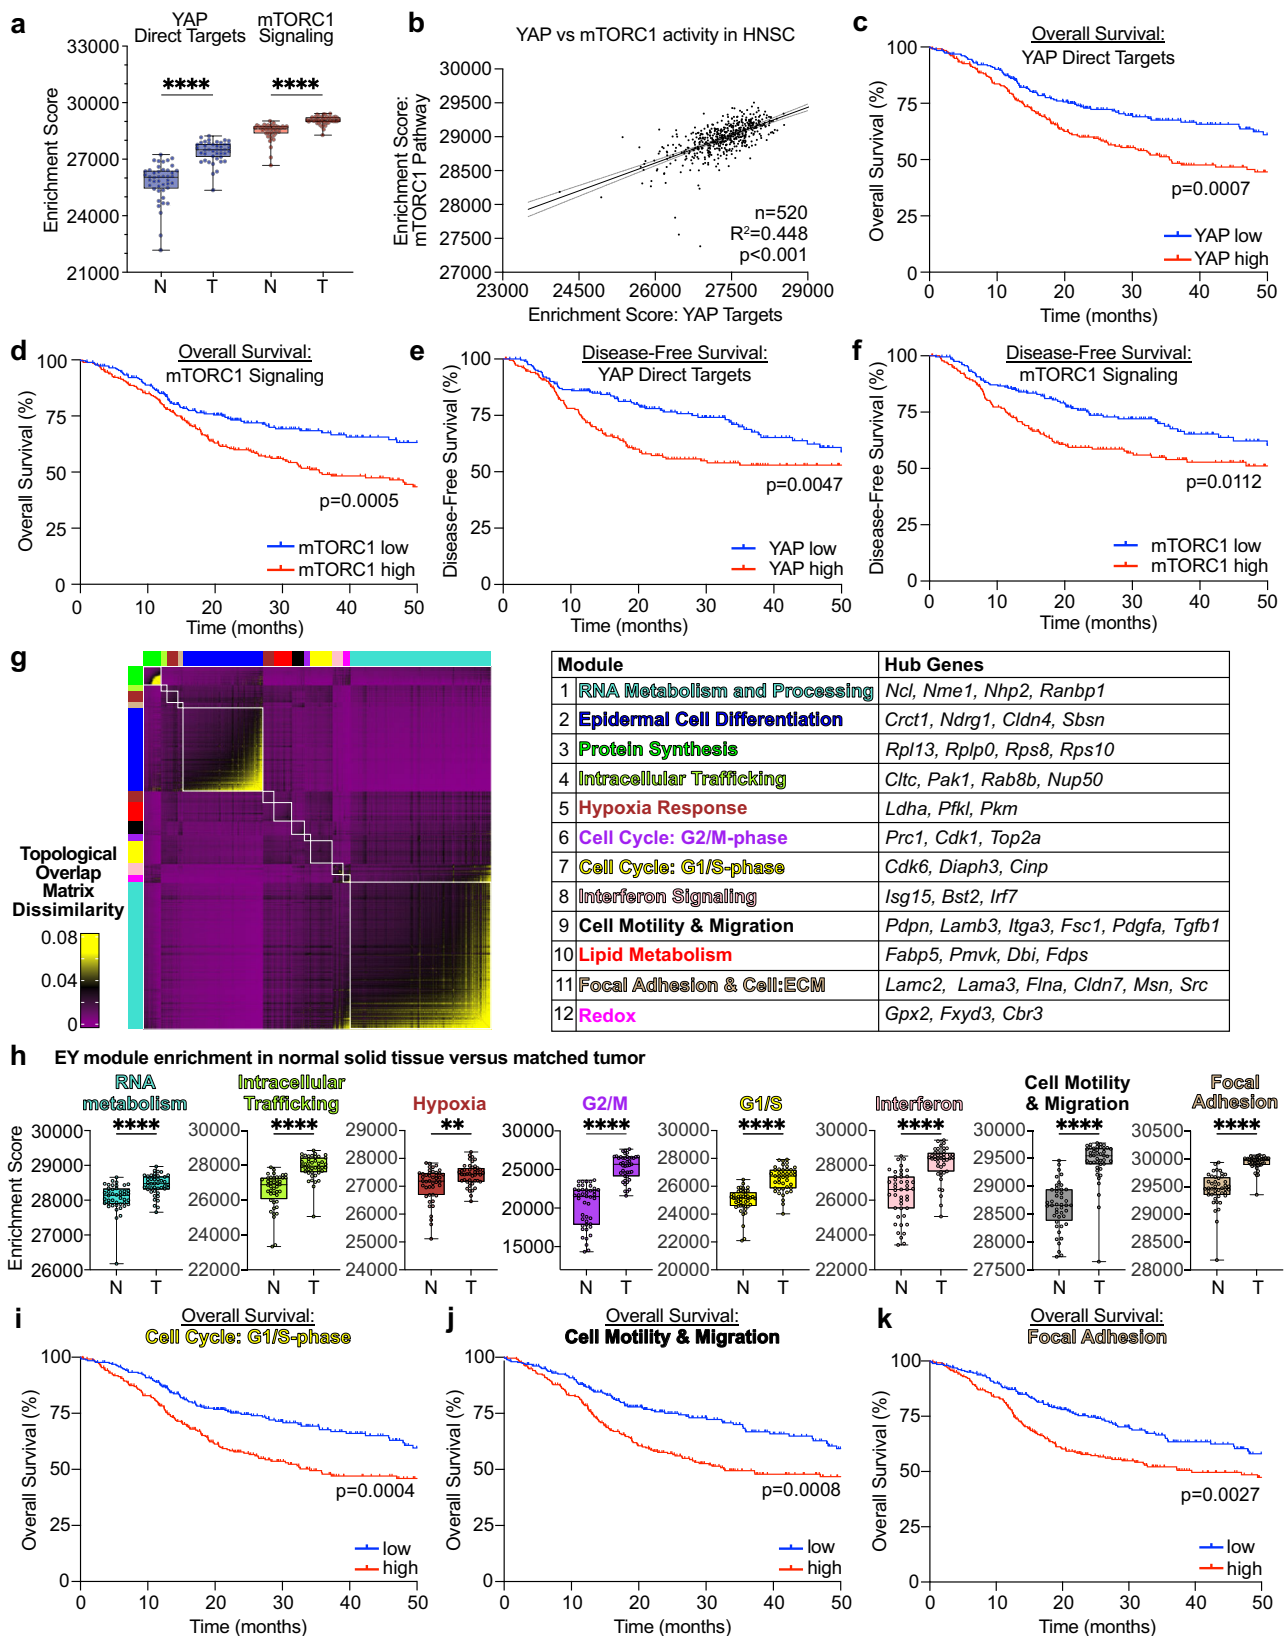 a
YAP
Direct Targets
mTORC1
Signaling
Enrichment Score
33000
30000
27000
24000
21000
****
****
N T N T
b
YAP vs mTORC1 activity in HNSC
Enrichment Score:
mTORC1 Pathway
30000
29500
29000
28500
28000
27500
27000
n=520
R²=0.448
p<0.001
23000 24500 26000 27500 29000
Enrichment Score: YAP Targets
c
Overall Survival:
YAP Direct Targets
Overall Survival (%)
100
75
50
25
0
p=0.0007
YAP low
YAP high
0 10 20 30 40 50
Time (months)
d
Overall Survival:
mTORC1 Signaling
Overall Survival (%)
100
75
50
25
0
p=0.0005
mTORC1 low
mTORC1 high
0 10 20 30 40 50
Time (months)
e
Disease-Free Survival:
YAP Direct Targets
Disease-Free Survival (%)
100
75
50
25
0
p=0.0047
YAP low
YAP high
0 10 20 30 40 50
Time (months)
f
Disease-Free Survival:
mTORC1 Signaling
Disease-Free Survival (%)
100
75
50
25
0
p=0.0112
mTORC1 low
mTORC1 high
0 10 20 30 40 50
Time (months)
g
Topological
Overlap
Matrix
Dissimilarity
0.08
0.04
0
Module Hub Genes
1 RNA Metabolism and Processing Ncl, Nme1, Nhp2, Ranbp1
2 Epidermal Cell Differentiation Crct1, Ndrg1, Cldn4, Sbsn
3 Protein Synthesis Rpl13, Rplp0, Rps8, Rps10
4 Intracellular Trafficking Cltc, Pak1, Rab8b, Nup50
5 Hypoxia Response Ldha, Pfkl, Pkm
6 Cell Cycle: G2/M-phase Prc1, Cdk1, Top2a
7 Cell Cycle: G1/S-phase Cdk6, Diaph3, Cinp
8 Interferon Signaling Isg15, Bst2, Irf7
9 Cell Motility & Migration Pdpn, Lamb3, Itga3, Fsc1, Pdgfa, Tgfb1
10 Lipid Metabolism Fabp5, Pmvk, Dbi, Fdps
11 Focal Adhesion & Cell:ECM Lamc2, Lama3, Flna, Cldn7, Msn, Src
12 Redox Gpx2, Fxyd3, Cbr3
h EY module enrichment in normal solid tissue versus matched tumor
Enrichment Score
RNA
metabolism
****
30000
29000
28000
27000
26000
N T
Intracellular
Trafficking
****
30000
28000
26000
24000
22000
N T
Hypoxia
**
29000
28000
27000
26000
25000
24000
N T
G2/M
****
30000
25000
20000
15000
N T
G1/S
****
30000
28000
26000
24000
22000
20000
N T
Interferon
****
30000
28000
26000
24000
22000
N T
Cell Motility
& Migration
****
30000
29500
29000
28500
28000
27500
N T
Focal
Adhesion
****
30500
30000
29500
29000
28500
28000
N T
i
Overall Survival:
Cell Cycle: G1/S-phase
Overall Survival (%)
100
75
50
25
0
p=0.0004
low
high
0 10 20 30 40 50
Time (months)
j
Overall Survival:
Cell Motility & Migration
Overall Survival (%)
100
75
50
25
0
p=0.0008
low
high
0 10 20 30 40 50
Time (months)
k
Overall Survival:
Focal Adhesion
Overall Survival (%)
100
75
50
25
0
p=0.0027
low
high
0 10 20 30 40 50
Time (months)